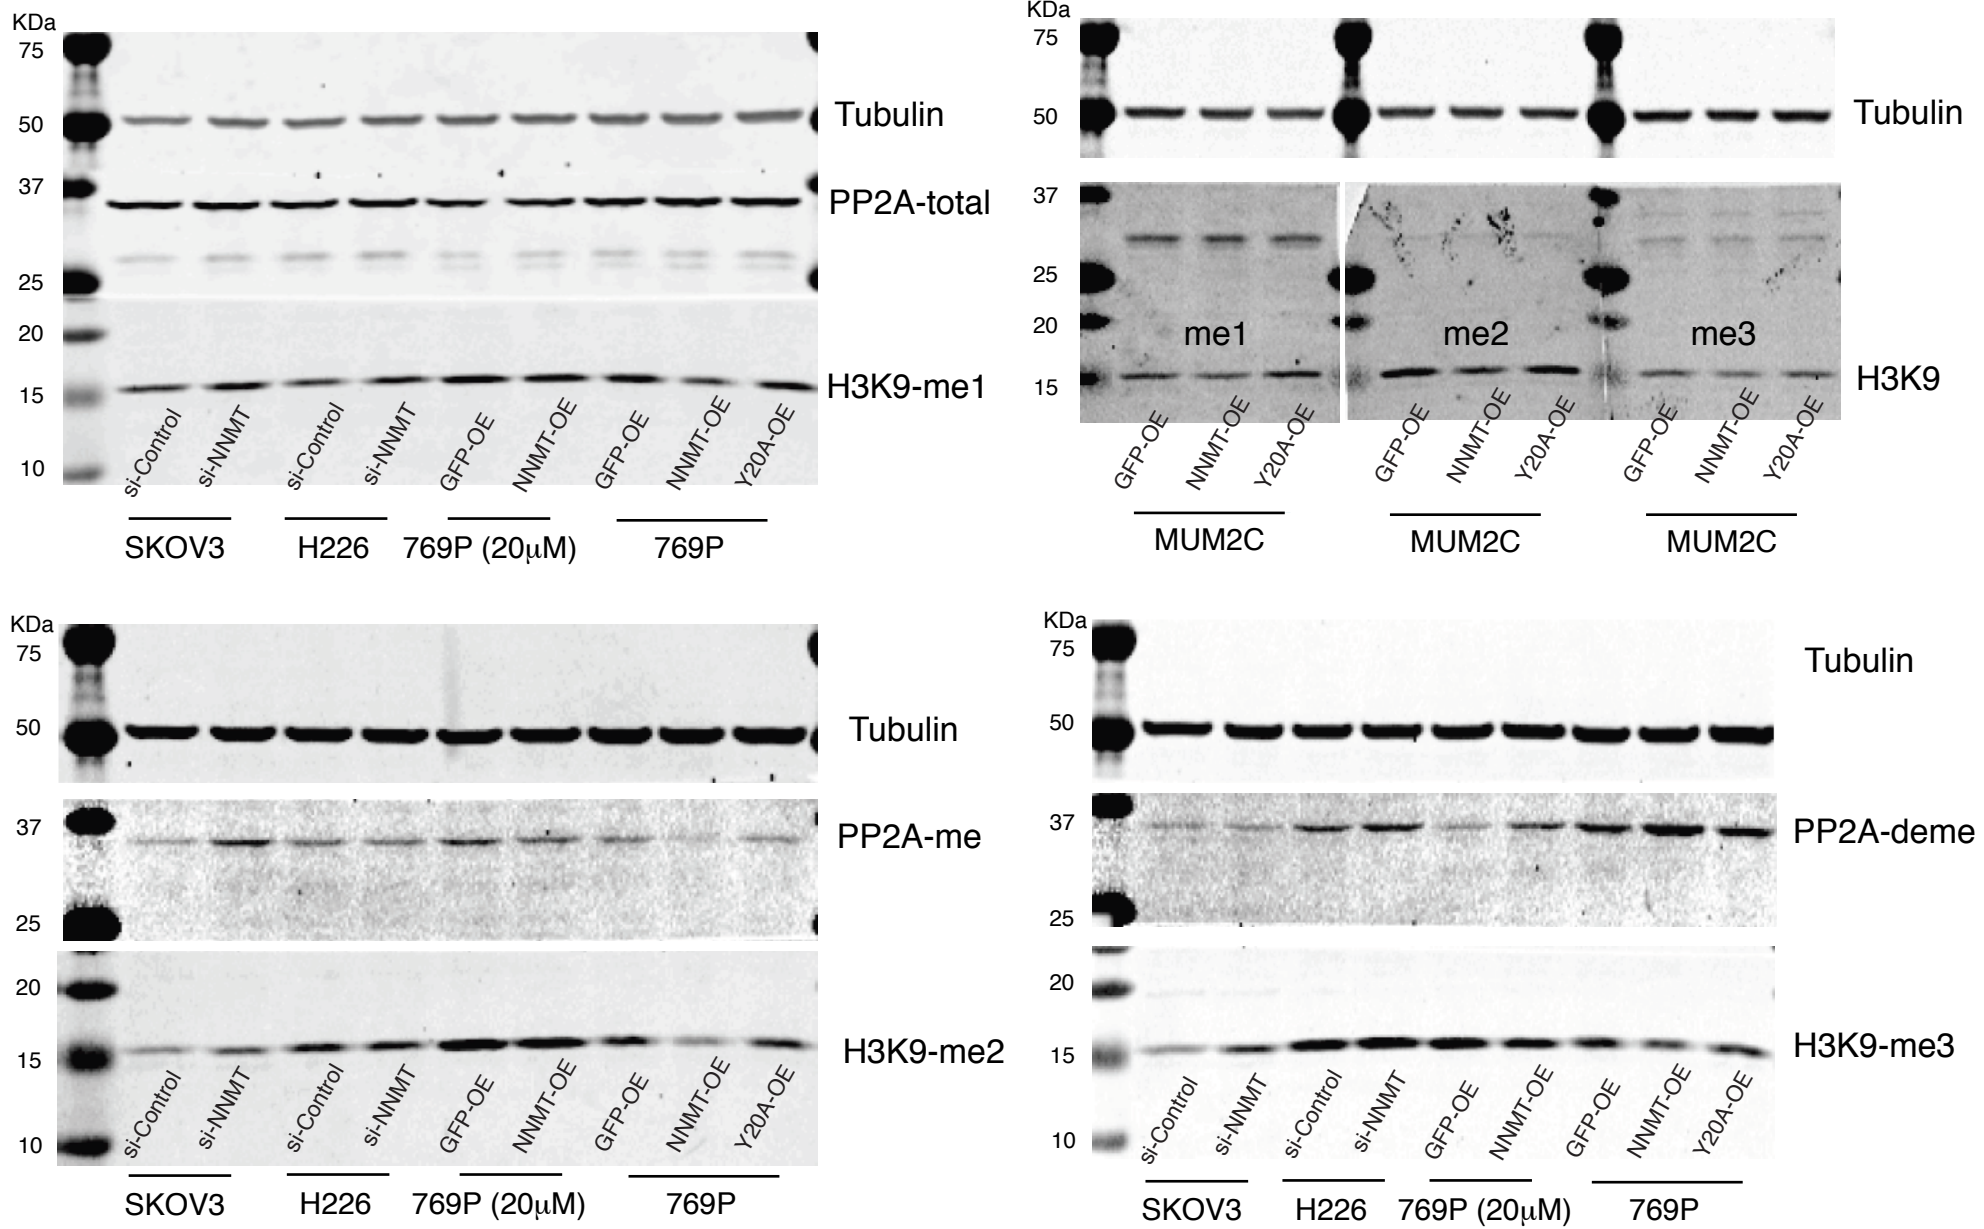 KDa
75
50
37
25
20
15
10
Tubulin
PP2A-total
H3K9-me1
si-Control
si-NNMT
si-Control
si-NNMT
GFP-OE
NNMT-OE
GFP-OE
NNMT-OE
Y20A-OE
SKOV3 H226 769P (20μM) 769P
KDa
75
50
37
25
20
15
Tubulin
me1 me2 me3
H3K9
GFP-OE
NNMT-OE
Y20A-OE
GFP-OE
NNMT-OE
Y20A-OE
GFP-OE
NNMT-OE
Y20A-OE
MUM2C MUM2C MUM2C
KDa
75
50
37
25
20
15
10
Tubulin
PP2A-me
H3K9-me2
si-Control
si-NNMT
si-Control
si-NNMT
GFP-OE
NNMT-OE
GFP-OE
NNMT-OE
Y20A-OE
SKOV3 H226 769P (20μM) 769P
KDa
75
50
37
25
20
15
10
Tubulin
PP2A-deme
H3K9-me3
si-Control
si-NNMT
si-Control
si-NNMT
GFP-OE
NNMT-OE
GFP-OE
NNMT-OE
Y20A-OE
SKOV3 H226 769P (20μM) 769P